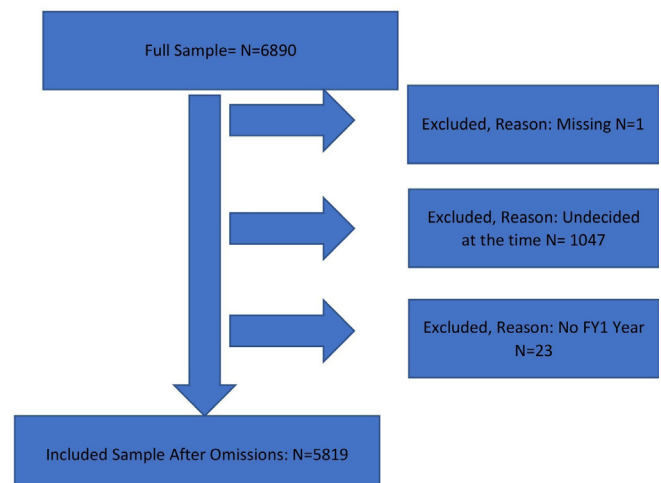 Full Sample= N=6890
Excluded, Reason: Missing N=1
Excluded, Reason: Undecided
at the time N= 1047
Excluded, Reason: No FY1 Year
N=23
Included Sample After Omissions: N=5819